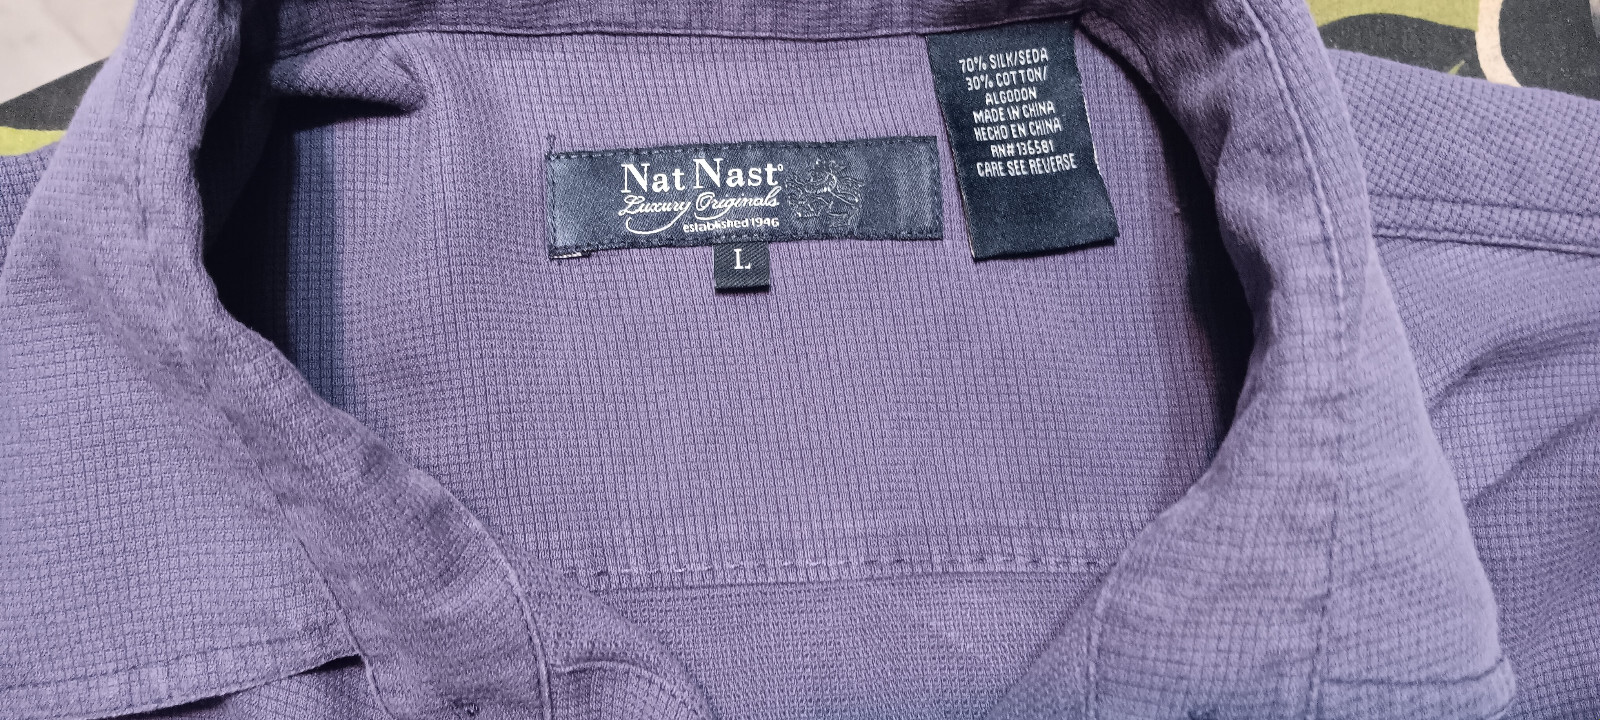 Nat Nast®
Luxury Originals
established 1946
L
70% SILK/SEDA
30% COTTON/
ALGODON
MADE IN CHINA
HECHO EN CHINA
RN#136581
CARE SEE REVERSE